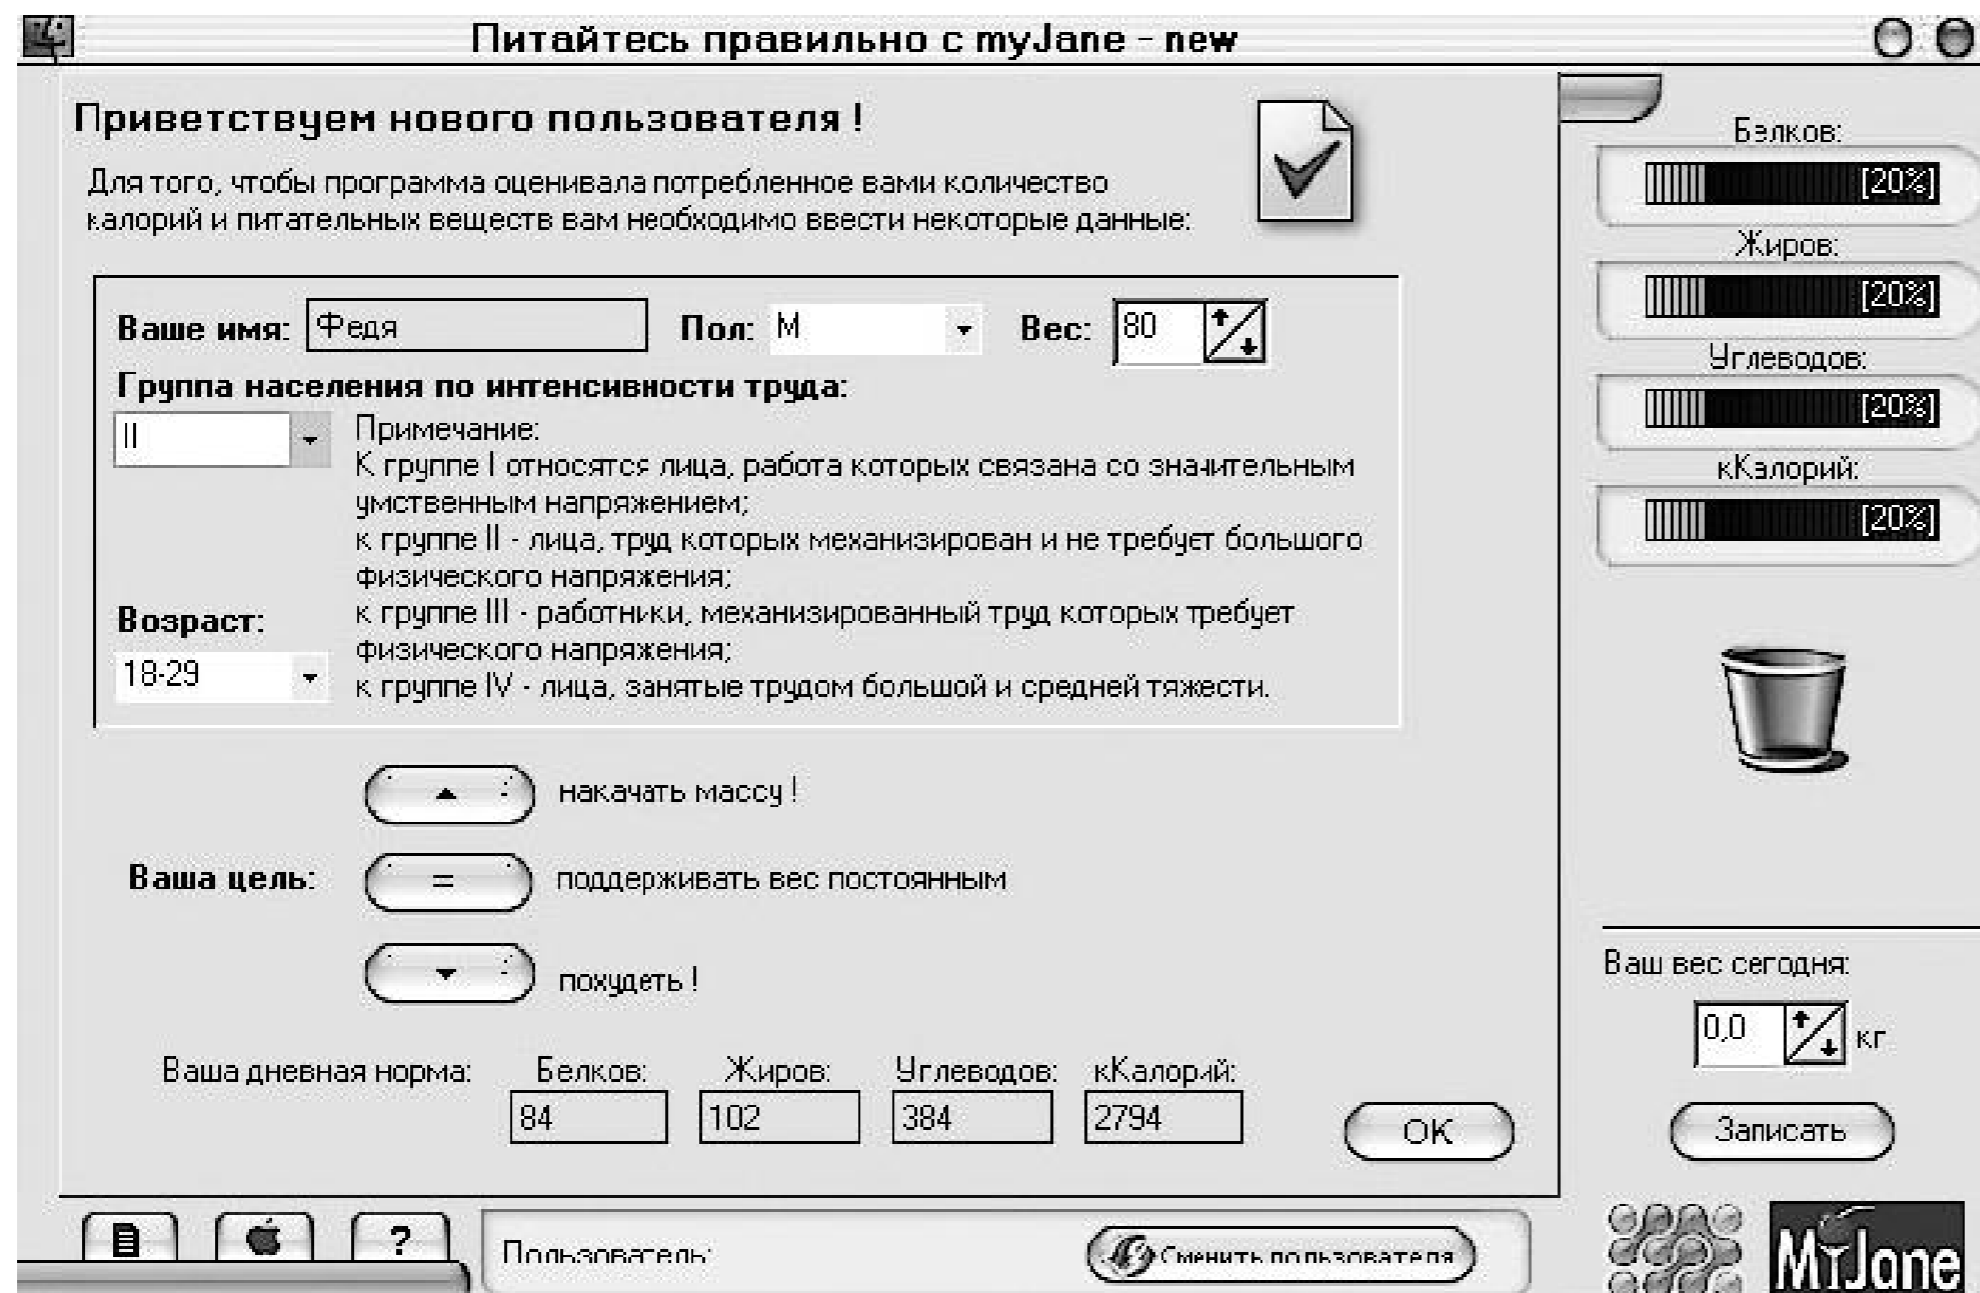 Питайтесь правильно с myJane - new
Приветствуем нового пользователя !
Для того, чтобы программа оценивала потребленное вами количество
калорий и питательных веществ вам необходимо ввести некоторые данные:
Ваше имя: Федя Пол: М Вес: 80
Группа населения по интенсивности труда:
II
Примечание:
К группе I относятся лица, работа которых связана со значительным
умственным напряжением;
к группе II - лица, труд которых механизирован и не требует большого
физического напряжения;
к группе III - работники, механизированный труд которых требует
физического напряжения;
к группе IV - лица, занятые трудом большой и средней тяжести.
Возраст:
18-29
накачать массу !
Ваша цель: = поддерживать вес постоянным
похудеть !
Ваша дневная норма: Белков: Жиров: Углеводов: кКалорий:
84 102 384 2794
OK
Белков:
[20%]
Жиров:
[20%]
Углеводов:
[20%]
кКалорий:
[20%]
Ваш вес сегодня:
0,0 кг
Записать
? Пользователь: Сменить пользователя
MyJane